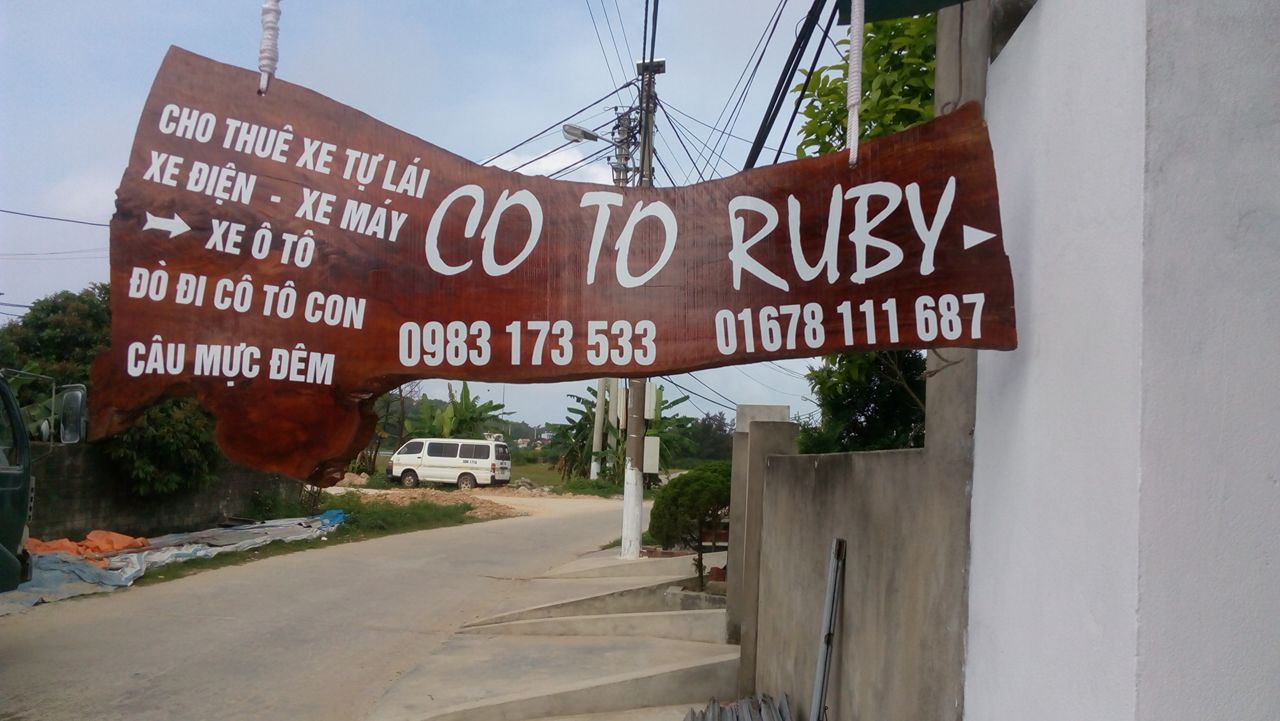 CHO THUÊ XE TỰ LÁI
XE ĐIỆN - XE MÁY
XE Ô TÔ
ĐÒ ĐI CÔ TÔ CON
CÂU MỰC ĐÊM
CO TO RUBY
0983 173 533
01678 111 687